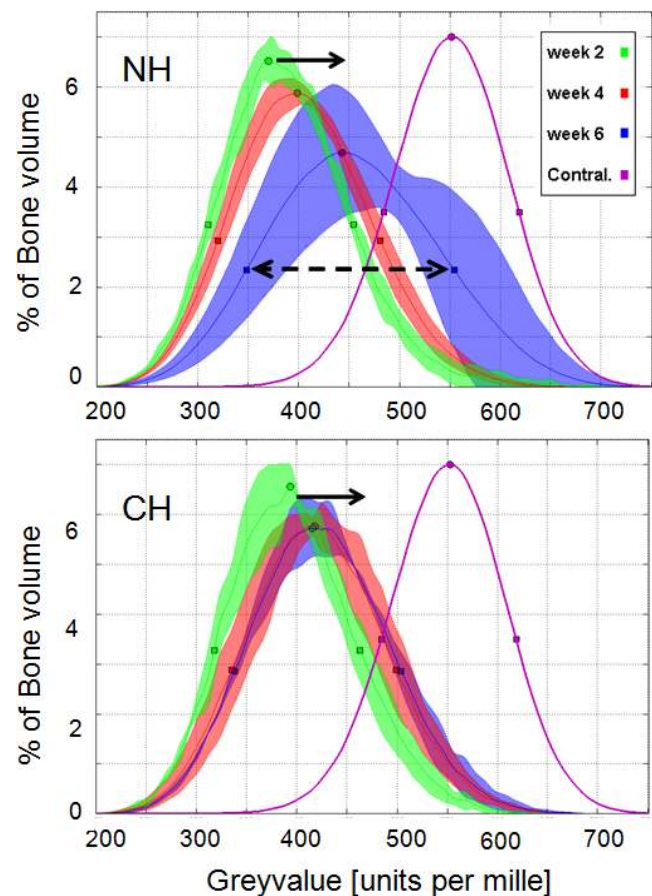 NH
week 2
week 4
week 6
Contral.
% of Bone volume
6
4
2
0
200 300 400 500 600 700
CH
% of Bone volume
6
4
2
0
200 300 400 500 600 700
Greyvalue [units per mille]